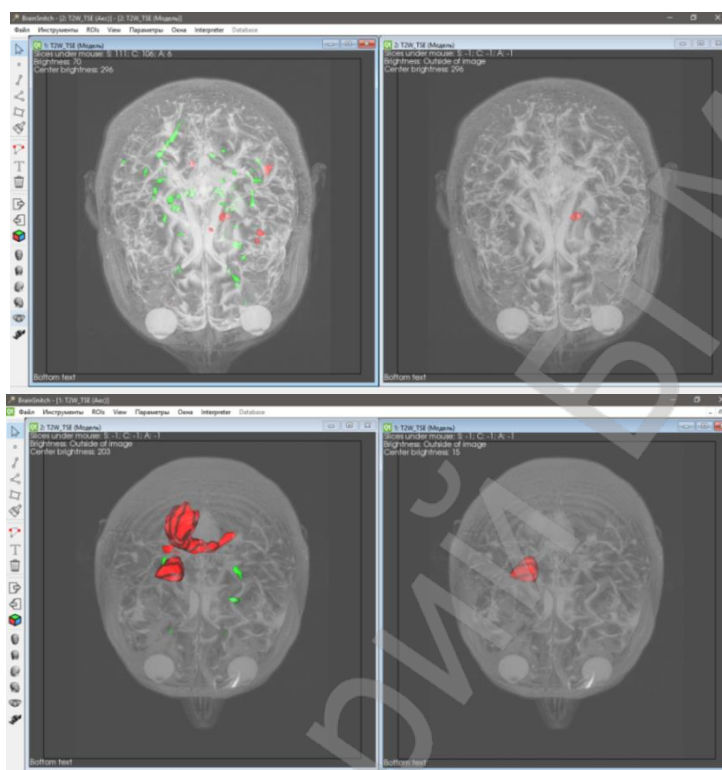 BrainSnitch - [2: T2W_TSE (Axc)] - [2: T2W_TSE (Модель)]
Файл Инструменты ROIs View Параметры Окна Interpreter Database
1: T2W_TSE (Модель)
Slices under mouse: S: 111; C: 106; A: 6
Brightness: 70
Center brightness: 296
Bottom text
2: T2W_TSE (Модель)
Slices under mouse: S: -1; C: -1; A: -1
Brightness: Outside of image
Center brightness: 296
Bottom text
BrainSnitch - [1: T2W_TSE (Axc)]
Файл Инструменты ROIs View Параметры Окна Interpreter Database
2: T2W_TSE (Модель)
Slices under mouse: S: -1; C: -1; A: -1
Brightness: Outside of image
Center brightness: 203
Bottom text
1: T2W_TSE (Модель)
Slices under mouse: S: -1; C: -1; A: -1
Brightness: Outside of image
Center brightness: 15
Bottom text